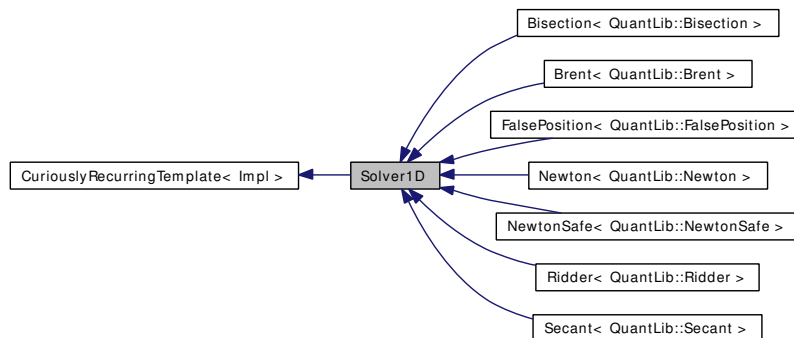 Bisection< QuantLib::Bisection >
Brent< QuantLib::Brent >
FalsePosition< QuantLib::FalsePosition >
CuriouslyRecurringTemplate< Impl >
Solver1D
Newton< QuantLib::Newton >
NewtonSafe< QuantLib::NewtonSafe >
Ridder< QuantLib::Ridder >
Secant< QuantLib::Secant >